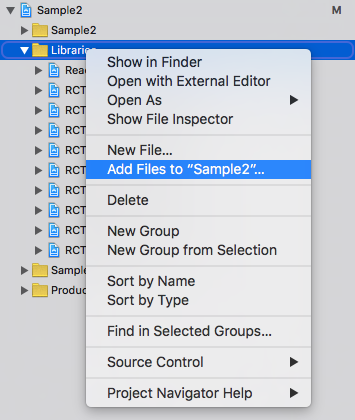 Sample2 M
Sample2
Libraries
Show in Finder
Reac
Open with External Editor
RCT
Open As
RCT
Show File Inspector
RCT
New File...
RCT
Add Files to “Sample2”...
RCT
Delete
RCT
New Group
RCT
New Group from Selection
RCT
Sort by Name
RCT
Sample
Sort by Type
Produc
Find in Selected Groups...
Source Control
Project Navigator Help